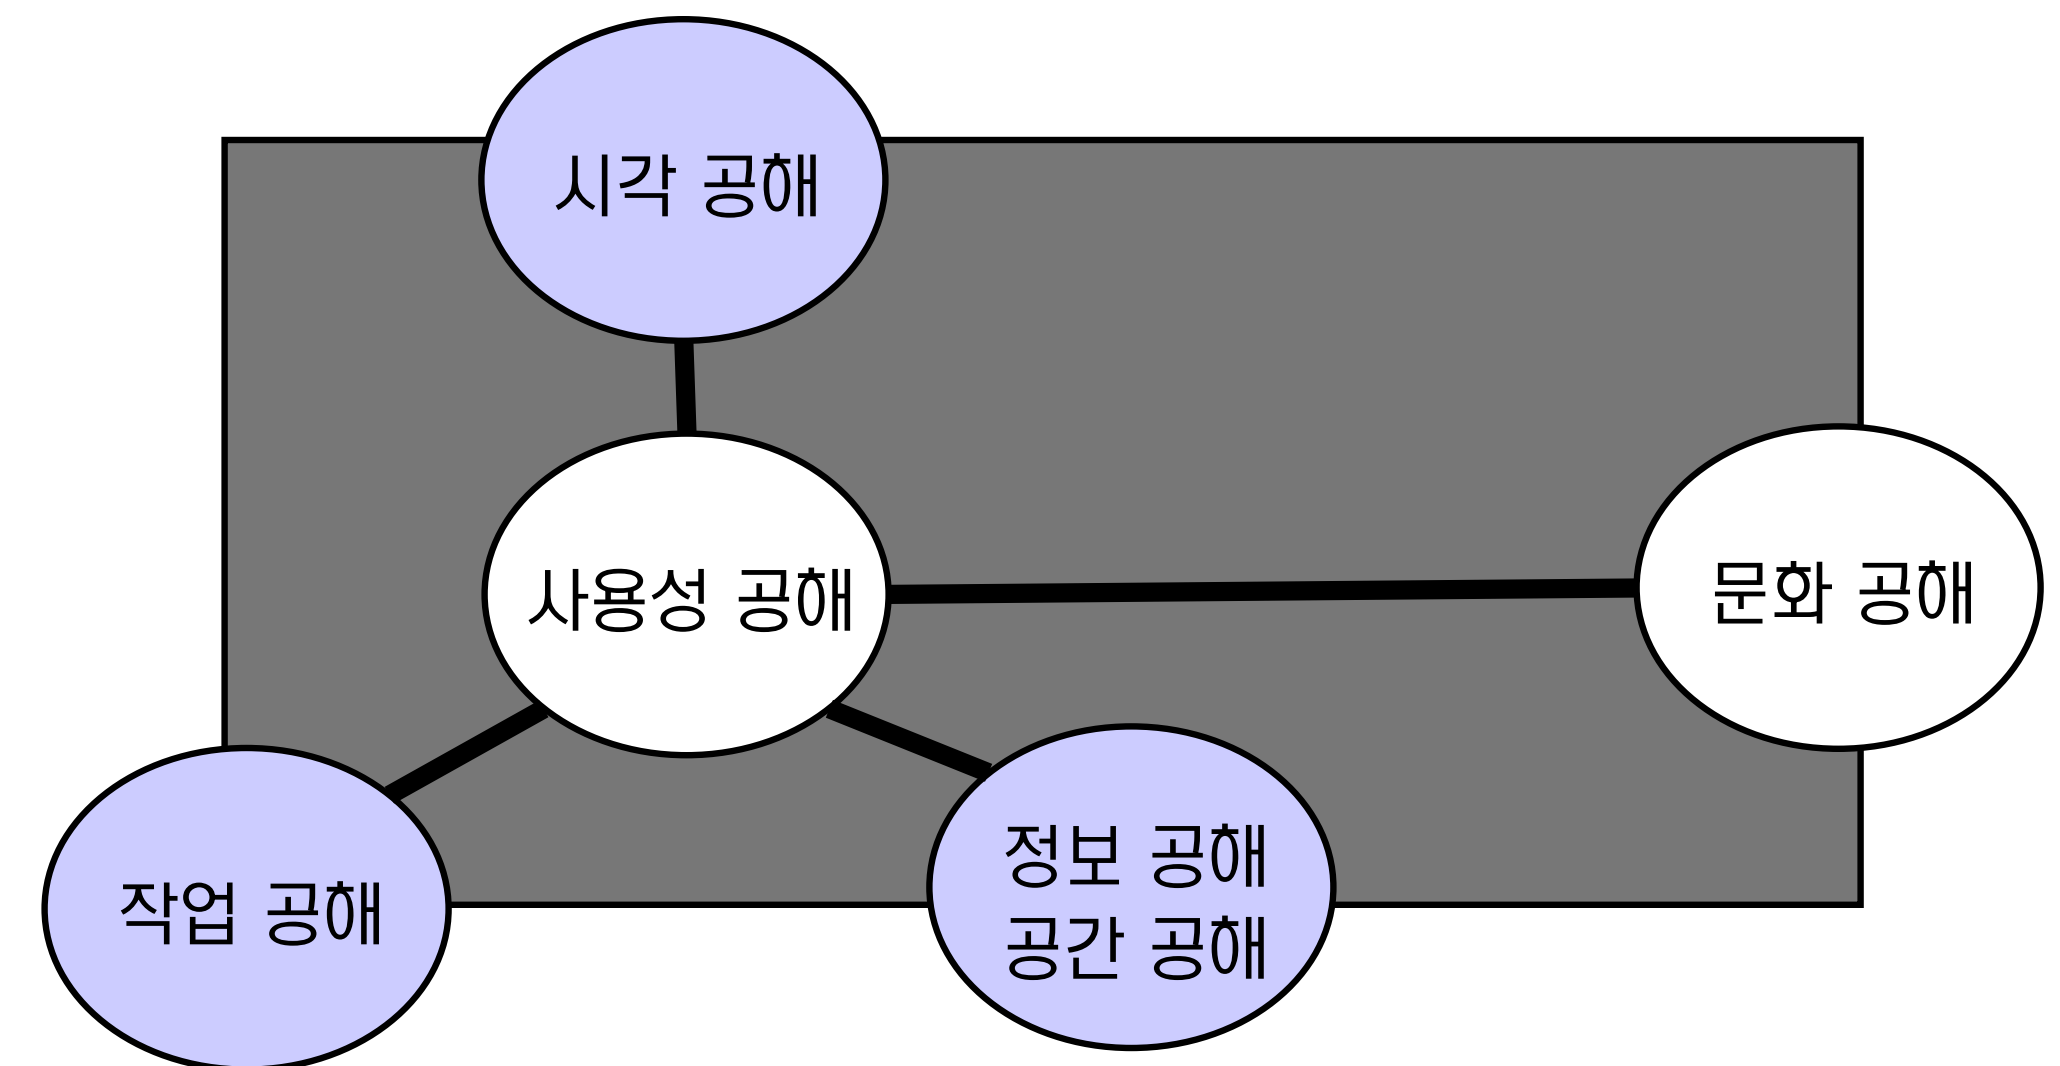 시각 공해
사용성 공해
문화 공해
작업 공해
정보 공해
공간 공해